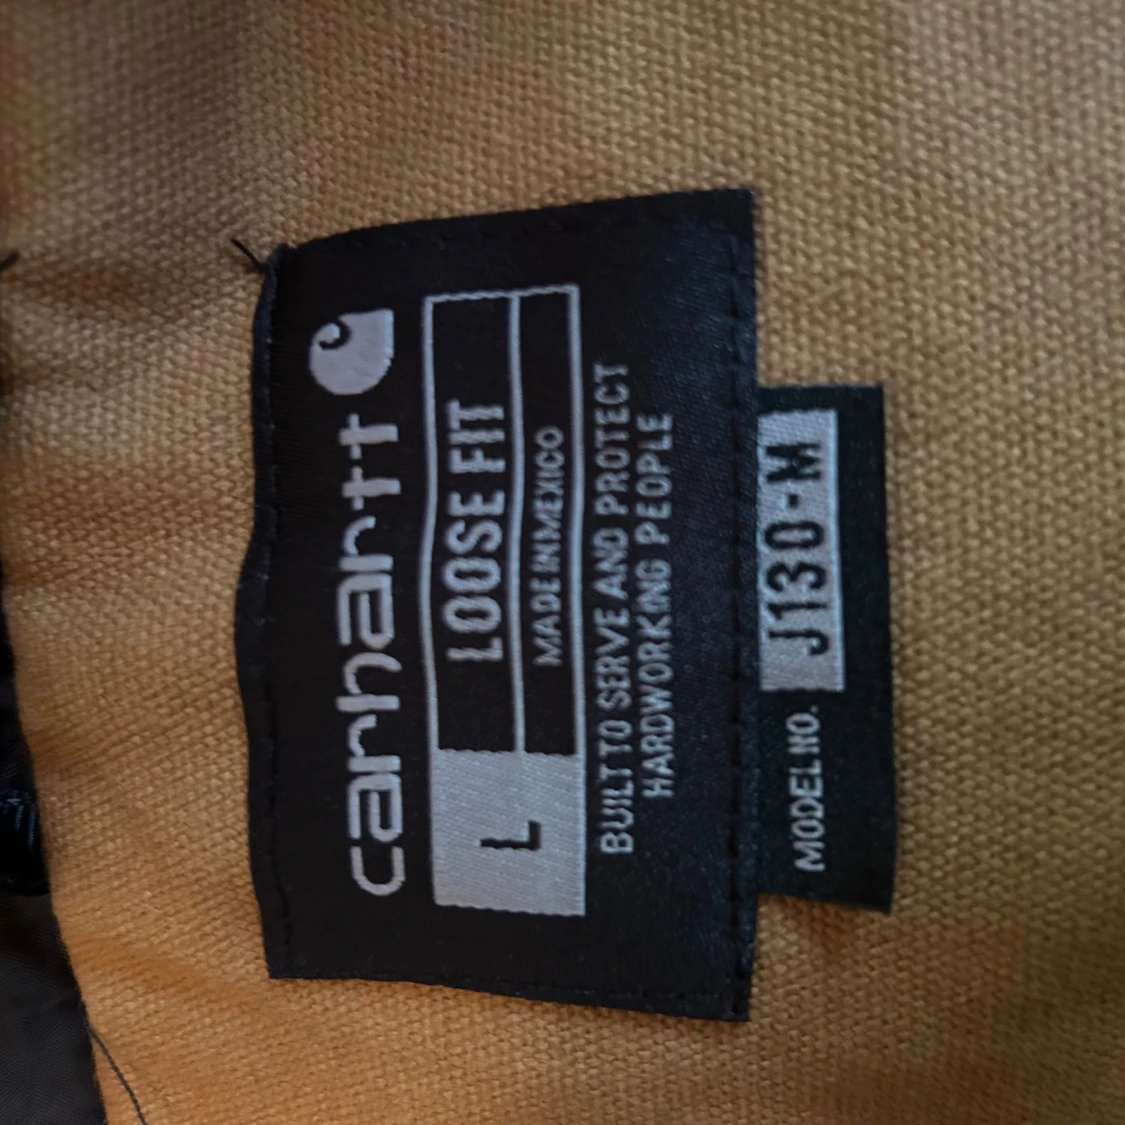 carhartt
L LOOSE FIT
MADE IN MEXICO
BUILT TO SERVE AND PROTECT
HARDWORKING PEOPLE
MODEL NO. J130-M